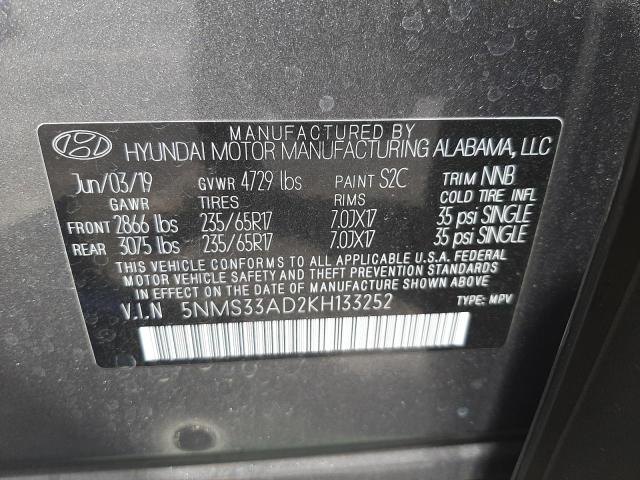 MANUFACTURED BY
HYUNDAI MOTOR MANUFACTURING ALABAMA, LLC
Jun/03/19 GVWR 4729 lbs PAINT S2C TRIM NNB
GAWR TIRES RIMS COLD TIRE INFL
FRONT 2866 lbs 235/65R17 7.0JX17 35 psi SINGLE
REAR 3075 lbs 235/65R17 7.0JX17 35 psi SINGLE
THIS VEHICLE CONFORMS TO ALL APPLICABLE U.S.A. FEDERAL
MOTOR VEHICLE SAFETY AND THEFT PREVENTION STANDARDS
IN EFFECT ON THE DATE OF MANUFACTURE SHOWN ABOVE.
V.I.N 5NMS33AD2KH133252 TYPE: MPV